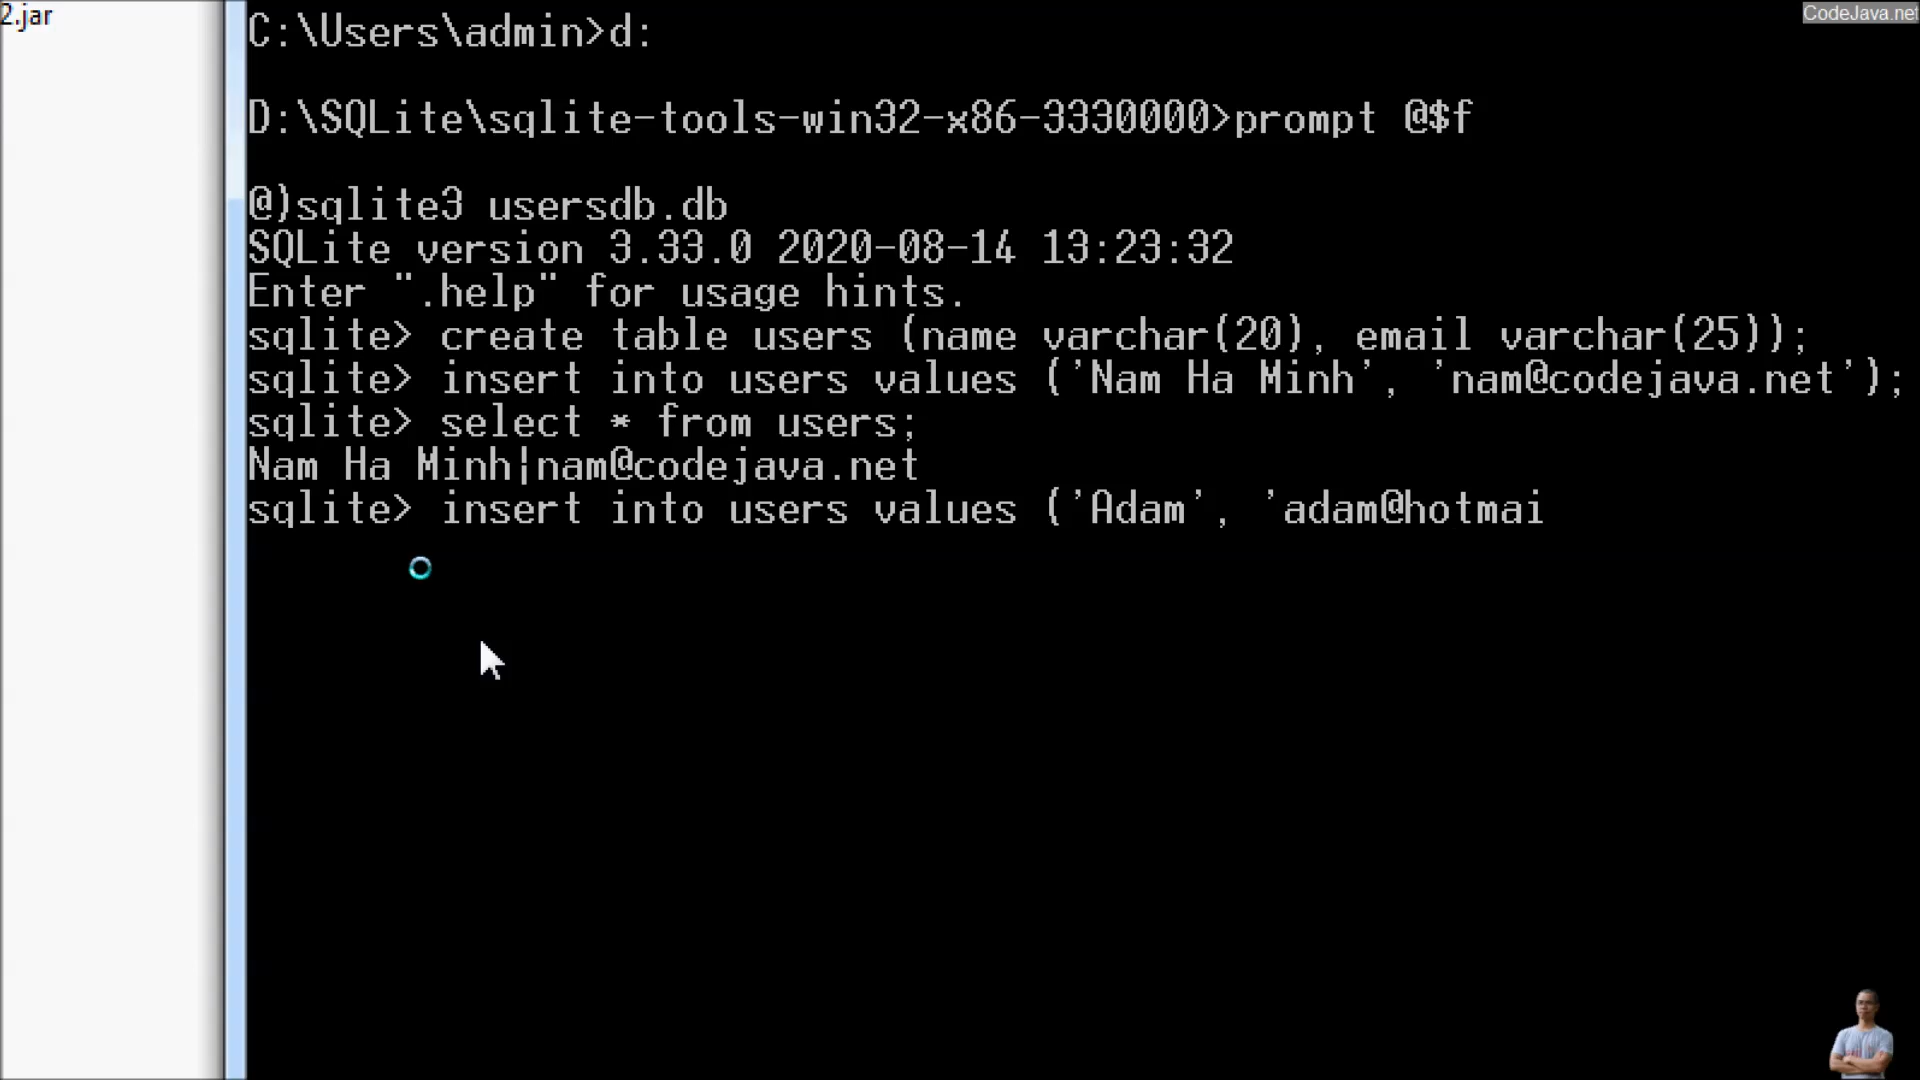 2.jar
CodeJava.net
C:\Users\admin>d:
D:\SQLite\sqlite-tools-win32-x86-3330000>prompt @$f
@)sqlite3 usersdb.db
SQLite version 3.33.0 2020-08-14 13:23:32
Enter ".help" for usage hints.
sqlite> create table users (name varchar(20), email varchar(25));
sqlite> insert into users values ('Nam Ha Minh', 'nam@codejava.net');
sqlite> select * from users;
Nam Ha Minh|nam@codejava.net
sqlite> insert into users values ('Adam', 'adam@hotmai